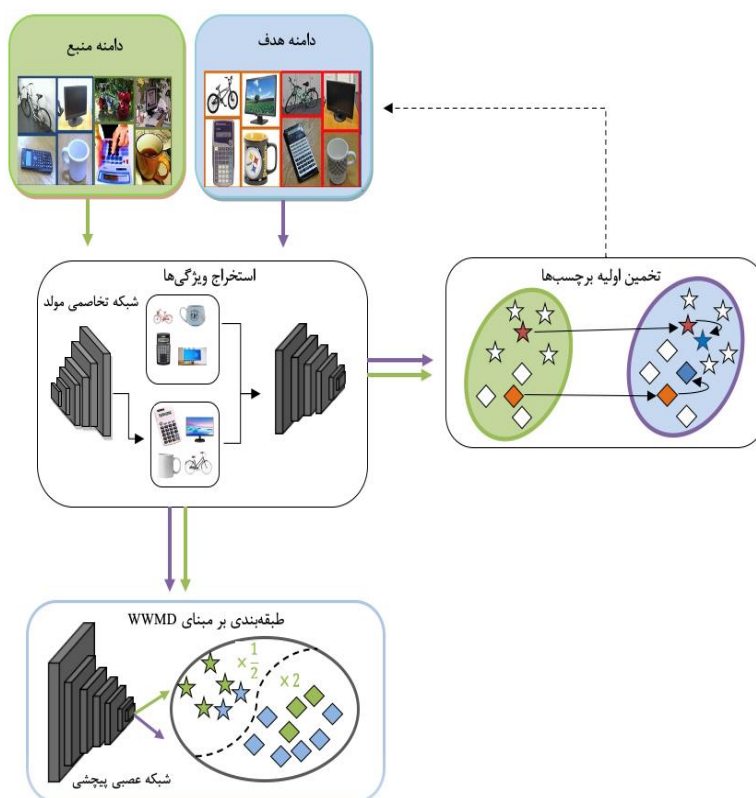 دامنه منبع
دامنه هدف
استخراج ویژگی‌ها
شبکه تخاصمی مولد
تخمین اولیه برچسب‌ها
طبقه‌بندی بر مبنای WWMD
× 1/2
× 2
شبکه عصبی پیچشی